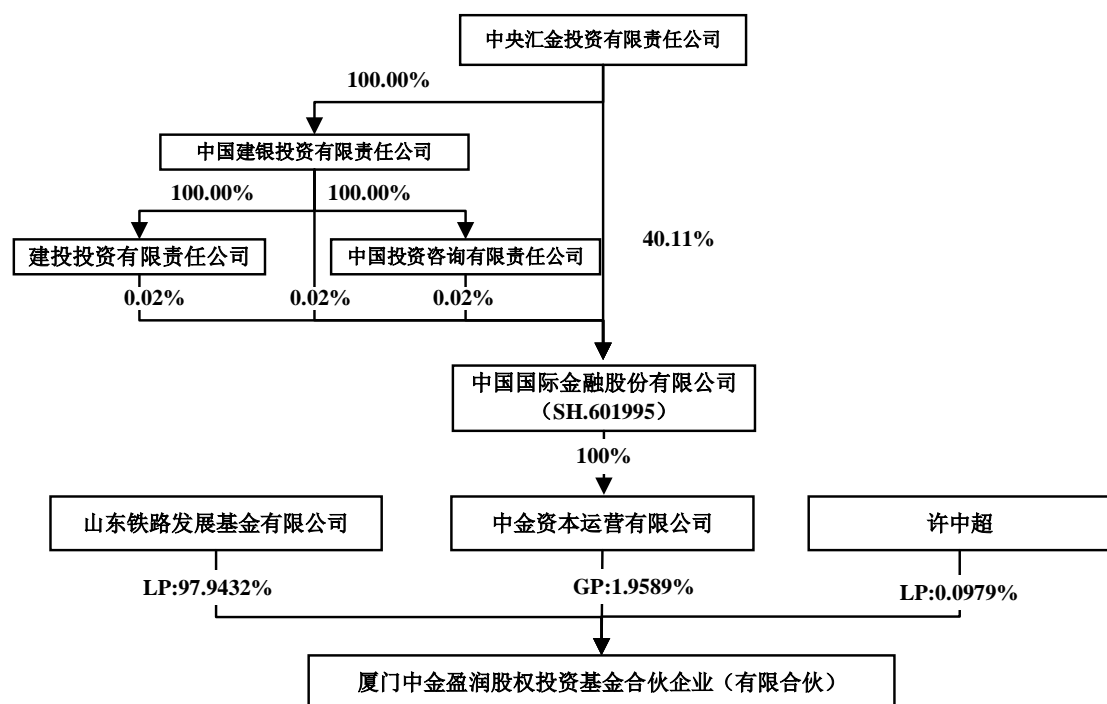 中央汇金投资有限责任公司
100.00%
中国建银投资有限责任公司
100.00%
100.00%
40.11%
建投投资有限责任公司
中国投资咨询有限责任公司
0.02%
0.02%
0.02%
中国国际金融股份有限公司
（SH.601995）
100%
山东铁路发展基金有限公司
中金资本运营有限公司
许中超
LP:97.9432%
GP:1.9589%
LP:0.0979%
厦门中金盈润股权投资基金合伙企业（有限合伙）